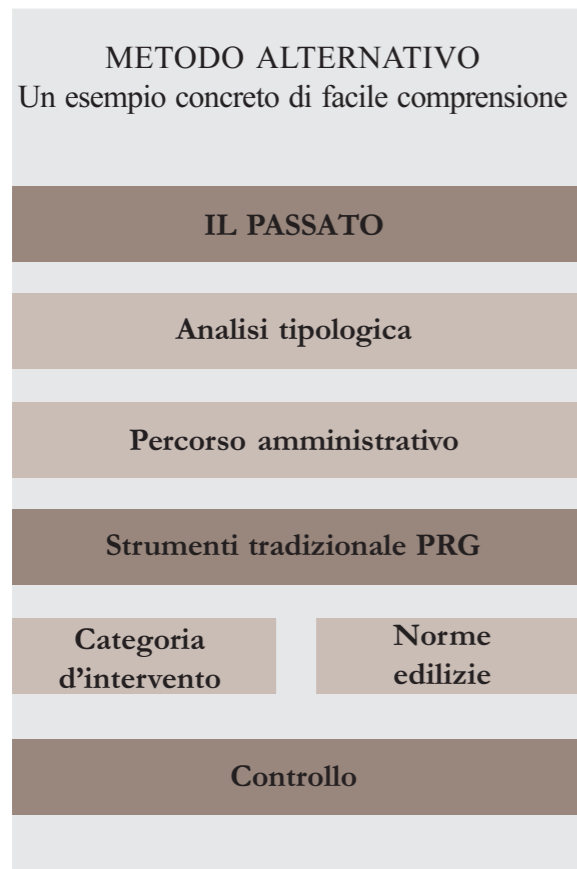 METODO ALTERNATIVO
Un esempio concreto di facile comprensione
IL PASSATO
Analisi tipologica
Percorso amministrativo
Strumenti tradizionale PRG
Categoria
d’intervento
Norme
edilizie
Controllo